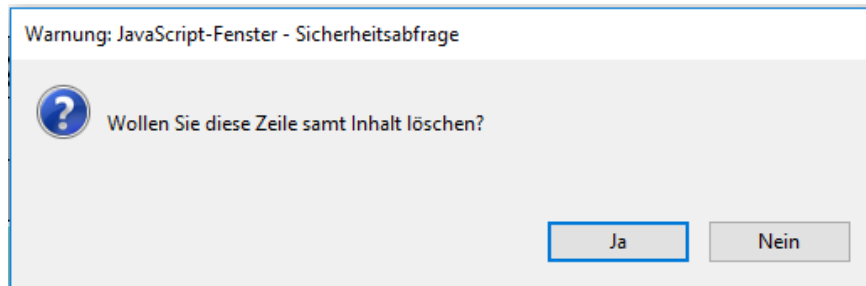 Warnung: JavaScript-Fenster - Sicherheitsabfrage
Wollen Sie diese Zeile samt Inhalt löschen?
Ja Nein